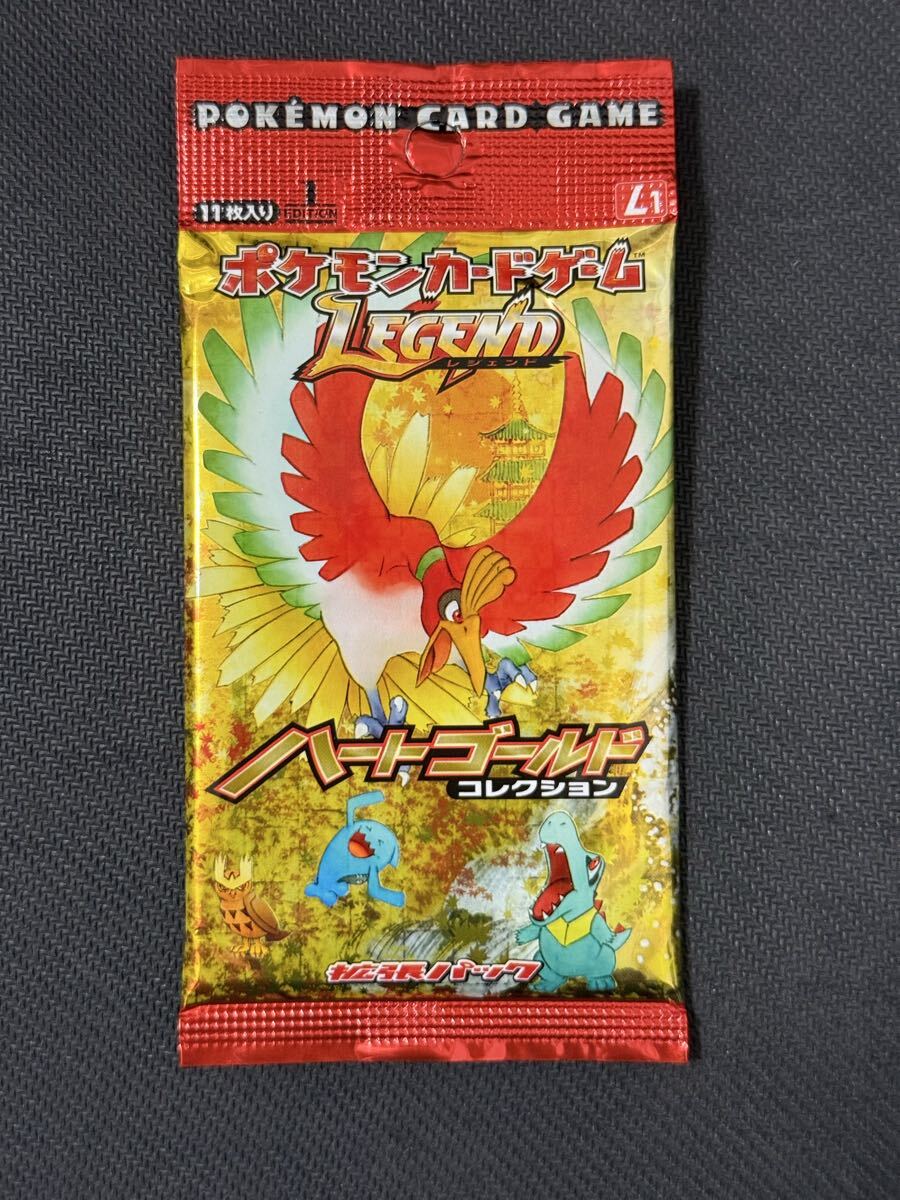 POKÉMON CARD GAME
11枚入り
1
EDITION
L1
ポケモンカードゲーム™
LEGEND
レジェンド
ハートゴールド
コレクション
拡張パック